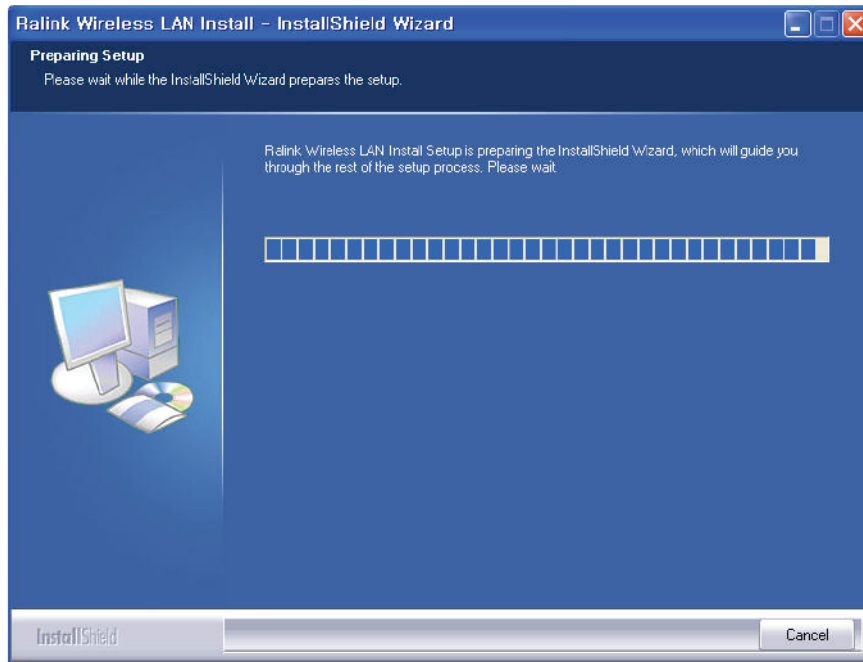 Ralink Wireless LAN Install - InstallShield Wizard
Preparing Setup
Please wait while the InstallShield Wizard prepares the setup.
Ralink Wireless LAN Install Setup is preparing the InstallShield Wizard, which will guide you
through the rest of the setup process. Please wait
InstallShield
Cancel